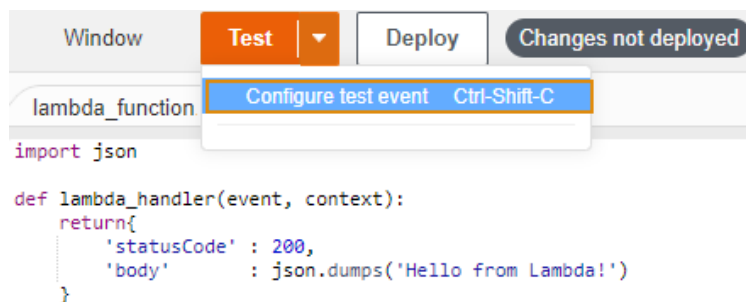 Window Test Deploy Changes not deployed
Configure test event Ctrl-Shift-C
lambda_function
import json
def lambda_handler(event, context):
    return{
        'statusCode' : 200,
        'body'       : json.dumps('Hello from Lambda!')
    }